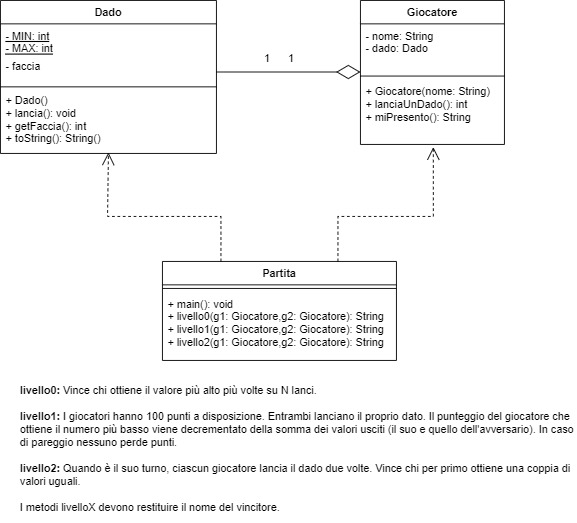 Dado
- MIN: int
- MAX: int
- faccia
+ Dado()
+ lancia(): void
+ getFaccia(): int
+ toString(): String()
1 1
Giocatore
- nome: String
- dado: Dado
+ Giocatore(nome: String)
+ lanciaUnDado(): int
+ miPresento(): String
Partita
+ main(): void
+ livello0(g1: Giocatore,g2: Giocatore): String
+ livello1(g1: Giocatore,g2: Giocatore): String
+ livello2(g1: Giocatore,g2: Giocatore): String
livello0: Vince chi ottiene il valore più alto più volte su N lanci.
livello1: I giocatori hanno 100 punti a disposizione. Entrambi lanciano il proprio dado. Il punteggio del giocatore che
ottiene il numero più basso viene decrementato della somma dei valori usciti (il suo e quello dell'avversario). In caso
di pareggio nessuno perde punti.
livello2: Quando è il suo turno, ciascun giocatore lancia il dado due volte. Vince chi per primo ottiene una coppia di
valori uguali.
I metodi livelloX devono restituire il nome del vincitore.